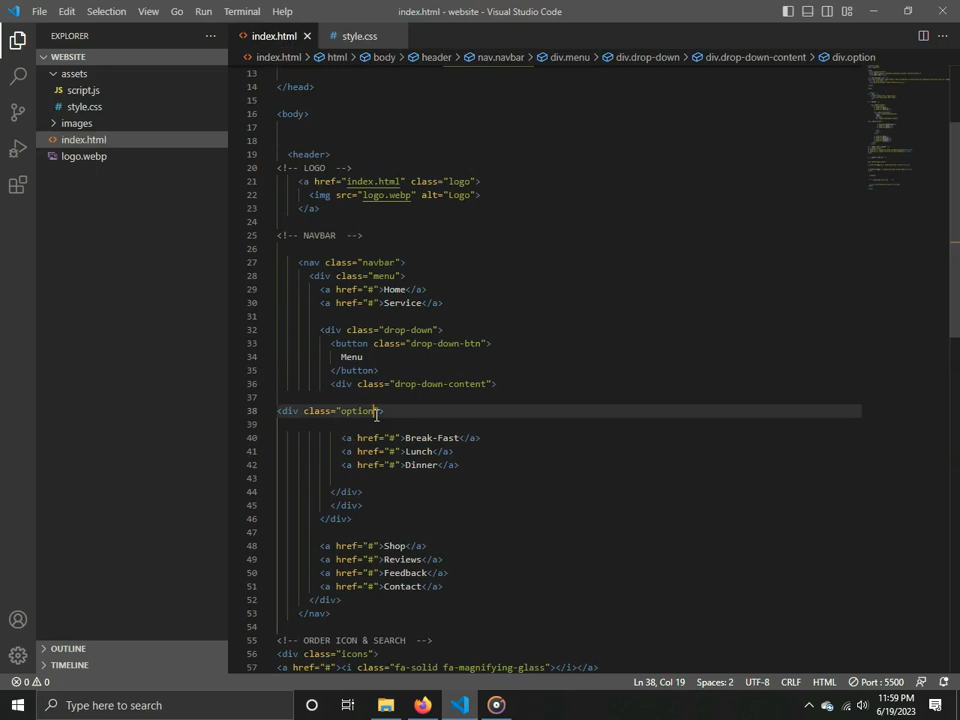 File Edit Selection View Go Run Terminal Help
index.html - website - Visual Studio Code
EXPLORER
WEBSITE
assets
script.js
style.css
images
index.html
logo.webp
OUTLINE
TIMELINE
index.html style.css
index.html html body header nav.navbar div.menu div.drop-down div.drop-down-content div.option
13
14 </head>
15
16 <body>
17
18
19 <header>
20 <!-- LOGO -->
21 <a href="index.html" class="logo">
22 <img src="logo.webp" alt="Logo">
23 </a>
24
25 <!-- NAVBAR -->
26
27 <nav class="navbar">
28 <div class="menu">
29 <a href="#">Home</a>
30 <a href="#">Service</a>
31
32 <div class="drop-down">
33 <button class="drop-down-btn">
34 Menu
35 </button>
36 <div class="drop-down-content">
37
38 <div class="option">
39
40 <a href="#">Break-Fast</a>
41 <a href="#">Lunch</a>
42 <a href="#">Dinner</a>
43
44 </div>
45 </div>
46 </div>
47
48 <a href="#">Shop</a>
49 <a href="#">Reviews</a>
50 <a href="#">Feedback</a>
51 <a href="#">Contact</a>
52 </div>
53 </nav>
54
55 <!-- ORDER ICON & SEARCH -->
56 <div class="icons">
57 <a href="#"><i class="fa-solid fa-magnifying-glass"></i></a>
0 0
Ln 38, Col 19 Spaces: 2 UTF-8 CRLF HTML Port : 5500
Type here to search
11:59 PM
6/19/2023